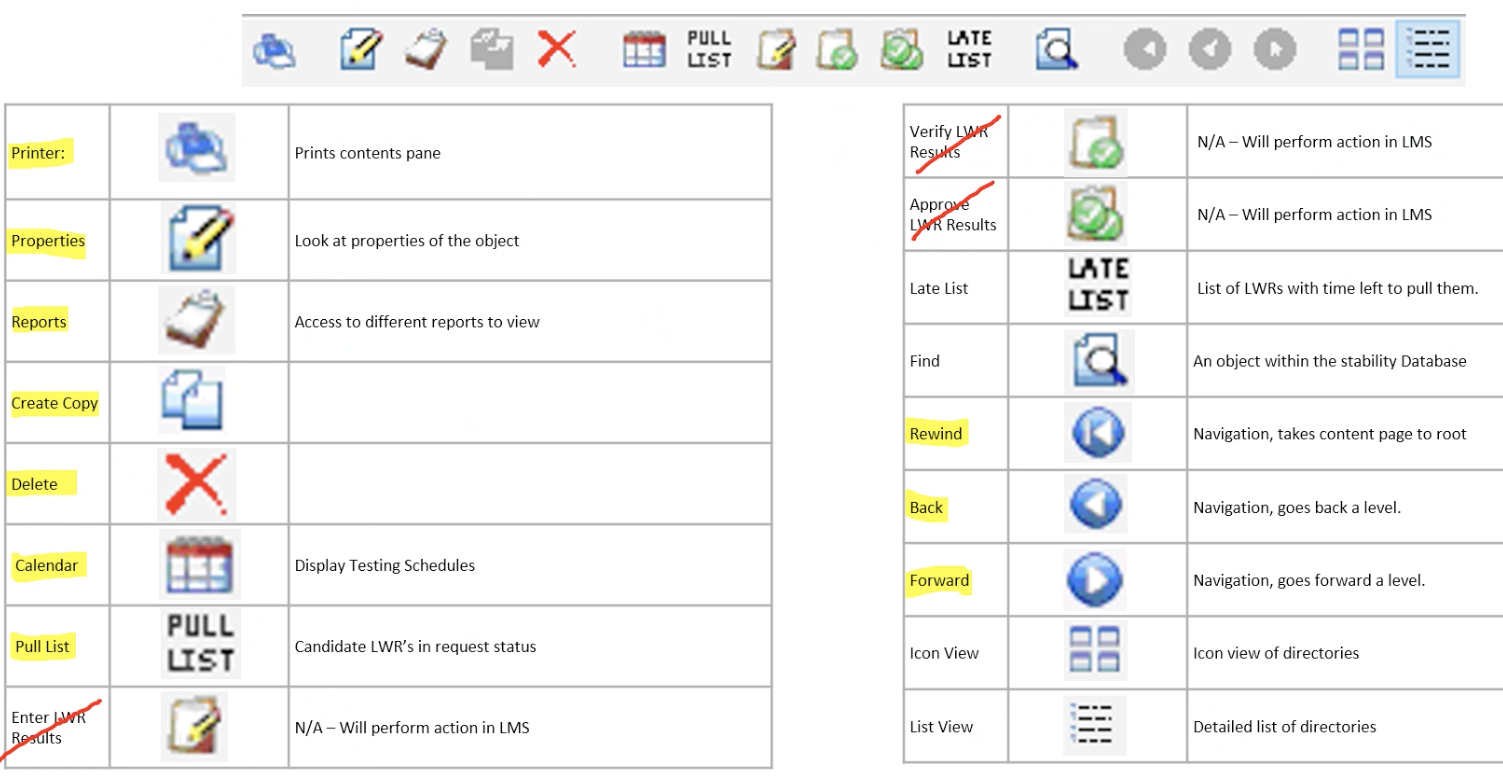 PULL
LIST
LATE
LIST
Printer:
Prints contents pane
Properties
Look at properties of the object
Reports
Access to different reports to view
Create Copy
Delete
Calendar
Display Testing Schedules
Pull List
PULL
LIST
Candidate LWR’s in request status
Enter LWR
Results
N/A – Will perform action in LMS
Verify LWR
Results
N/A – Will perform action in LMS
Approve
LWR Results
N/A – Will perform action in LMS
Late List
LATE
LIST
List of LWRs with time left to pull them.
Find
An object within the stability Database
Rewind
Navigation, takes content page to root
Back
Navigation, goes back a level.
Forward
Navigation, goes forward a level.
Icon View
Icon view of directories
List View
Detailed list of directories